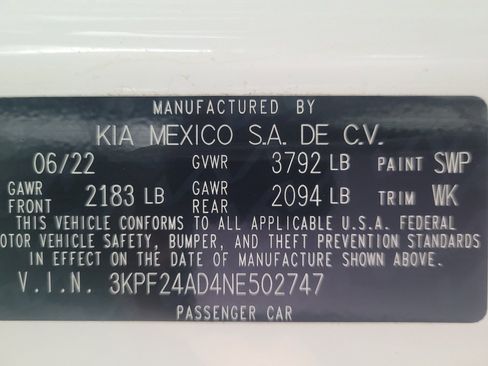 MANUFACTURED BY
KIA MEXICO S.A. DE C.V.
06/22 GVWR 3792 LB PAINT SWP
GAWR FRONT 2183 LB GAWR REAR 2094 LB TRIM WK
THIS VEHICLE CONFORMS TO ALL APPLICABLE U.S.A. FEDERAL
OTOR VEHICLE SAFETY, BUMPER, AND THEFT PREVENTION STANDARDS
IN EFFECT ON THE DATE OF MANUFACTURE SHOWN ABOVE.
V.I.N. 3KPF24AD4NE502747
PASSENGER CAR